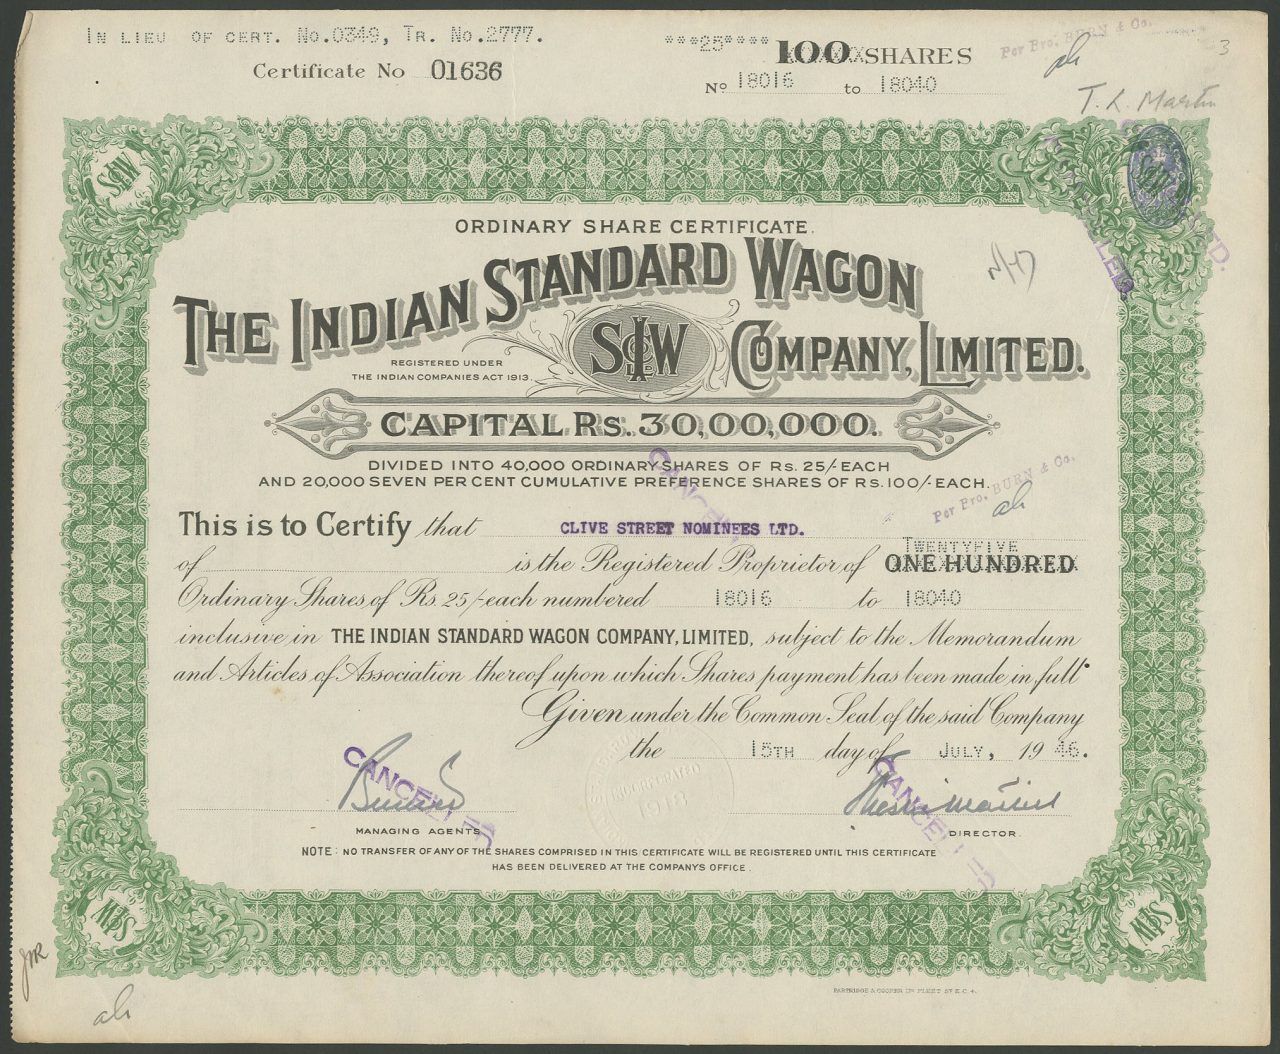 IN LIEU OF CERT. No.0349, TR. No.2777.
***25**** 100 SHARES
Per Pro. BURN & Co.
Certificate No 01636
No 18016 to 18040
T. L. Martin
S&W
ORDINARY SHARE CERTIFICATE.
THE INDIAN STANDARD WAGON
COMPANY, LIMITED.
REGISTERED UNDER
THE INDIAN COMPANIES ACT 1913.
CAPITAL Rs. 30,00,000.
DIVIDED INTO 40,000 ORDINARY SHARES OF Rs. 25/- EACH
AND 20,000 SEVEN PER CENT CUMULATIVE PREFERENCE SHARES OF RS. 100/- EACH.
CANCELLED
Per Pro. BURN & Co.
This is to Certify that CLIVE STREET NOMINEES LTD.
TWENTYFIVE
of is the Registered Proprietor of ONE HUNDRED
Ordinary Shares of Rs. 25/- each numbered 18016 to 18040
inclusive in THE INDIAN STANDARD WAGON COMPANY, LIMITED, subject to the Memorandum
and Articles of Association thereof upon which Shares payment has been made in full
Given under the Common Seal of the said Company
the 15TH day of JULY, 19 46.
CANCELLED
CANCELLED
INCORPORATED
1918
MANAGING AGENTS
DIRECTOR.
NOTE: NO TRANSFER OF ANY OF THE SHARES COMPRISED IN THIS CERTIFICATE WILL BE REGISTERED UNTIL THIS CERTIFICATE
HAS BEEN DELIVERED AT THE COMPANY'S OFFICE.